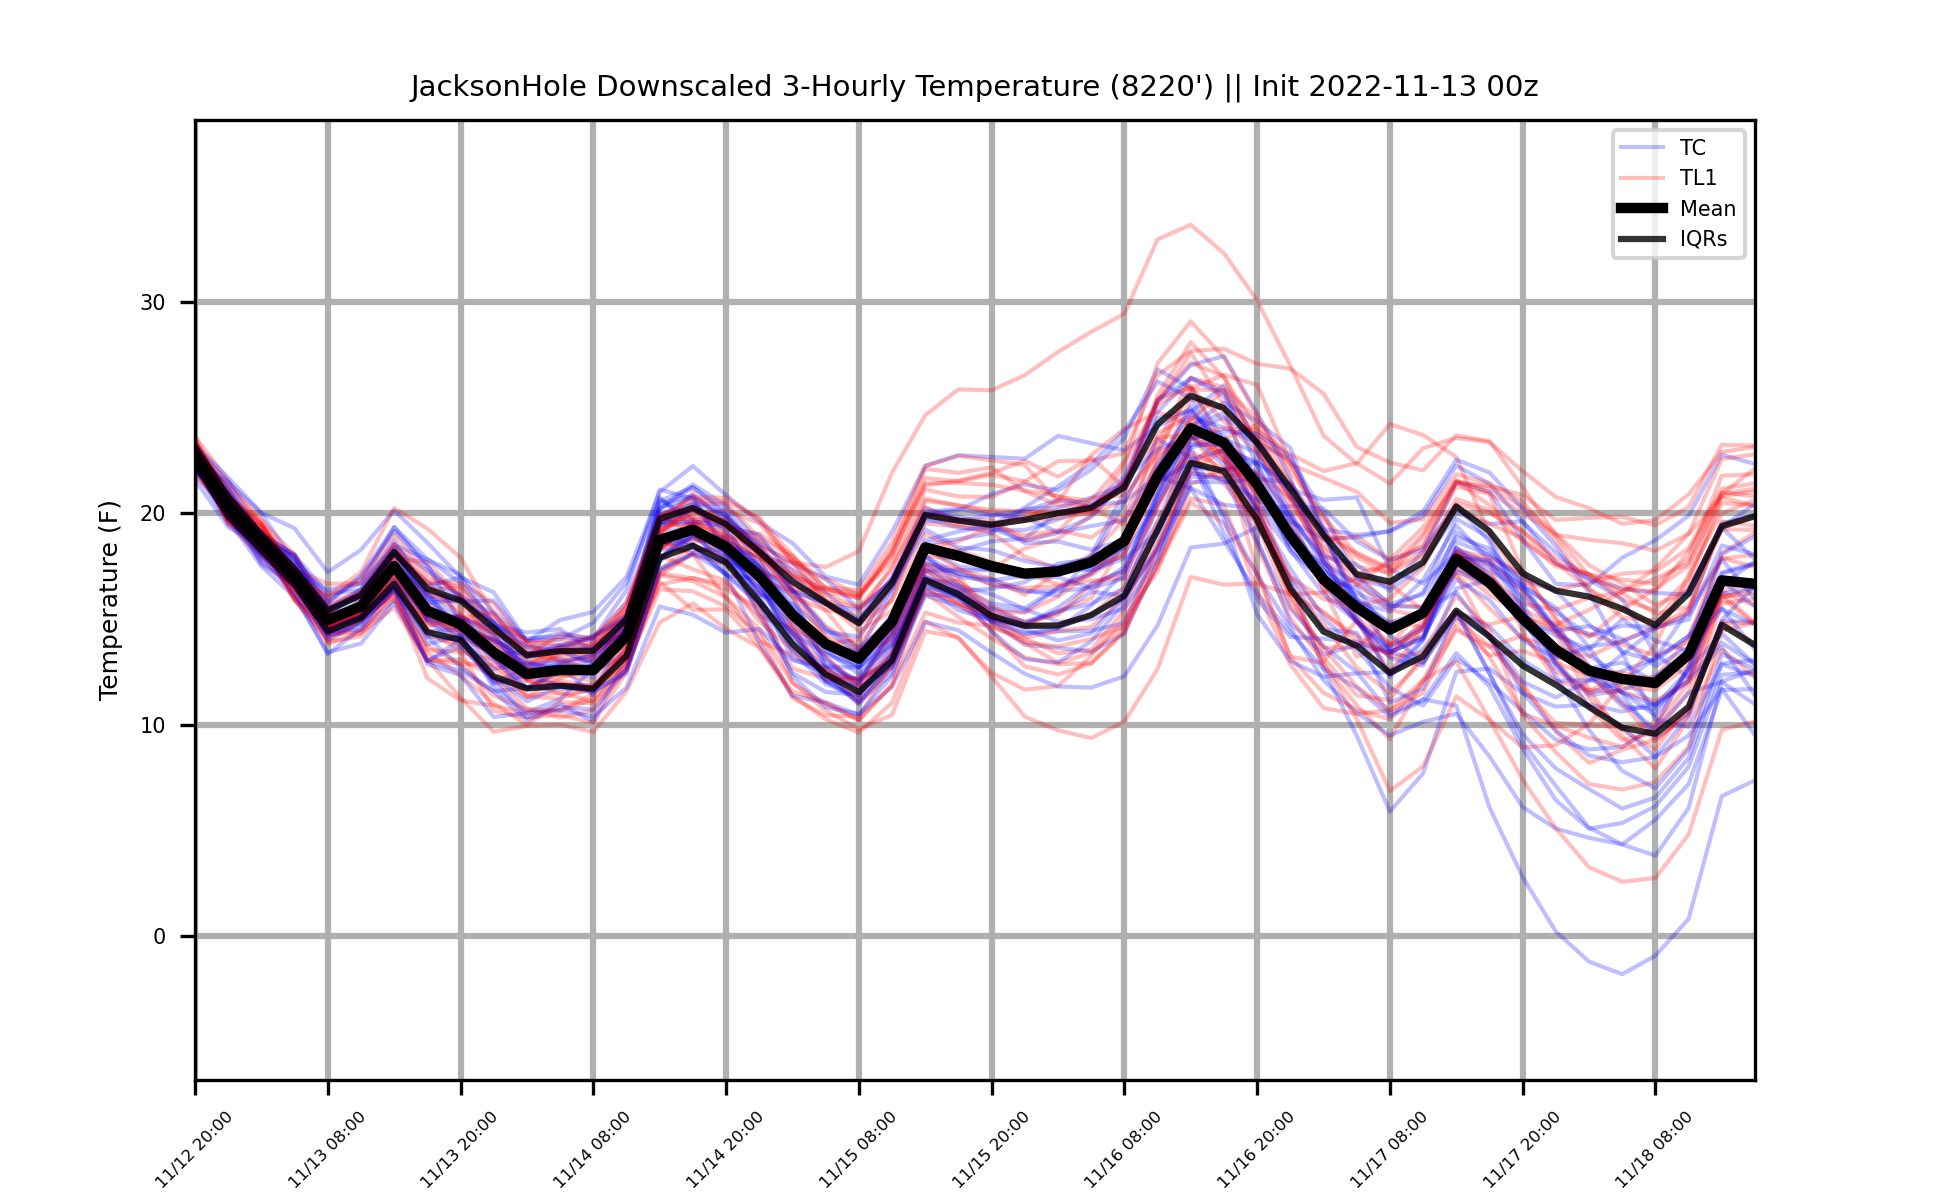 JacksonHole Downscaled 3-Hourly Temperature (8220') || Init 2022-11-13 00z
TC
TL1
Mean
IQRs
Temperature (F)
30
20
10
0
11/12 20:00
11/13 08:00
11/13 20:00
11/14 08:00
11/14 20:00
11/15 08:00
11/15 20:00
11/16 08:00
11/16 20:00
11/17 08:00
11/17 20:00
11/18 08:00